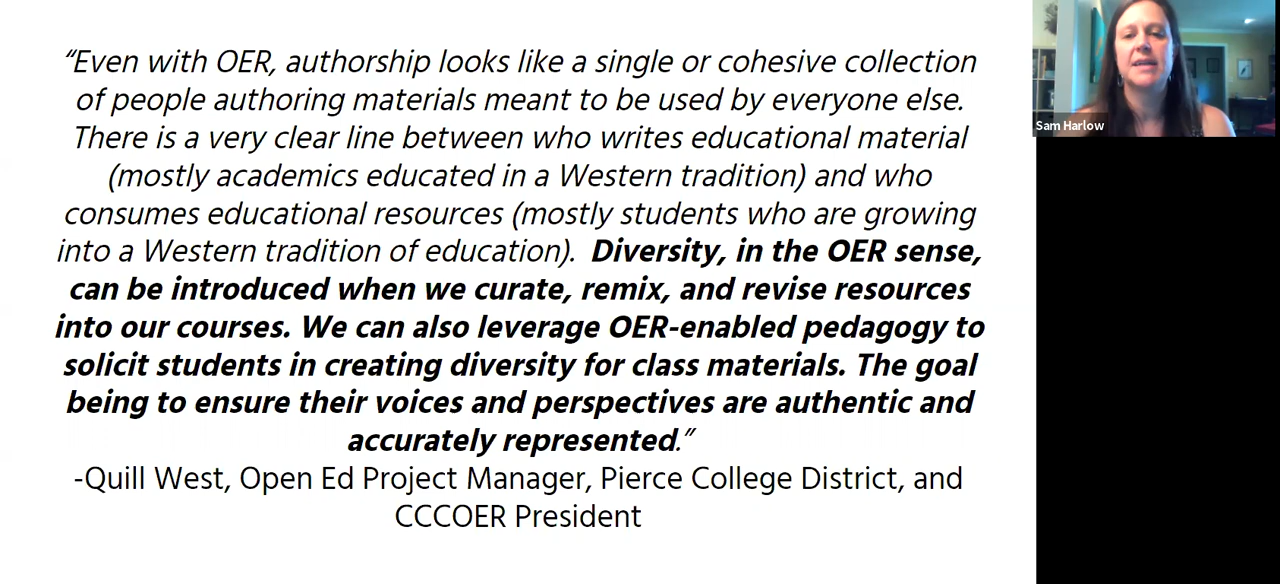 “Even with OER, authorship looks like a single or cohesive collection
of people authoring materials meant to be used by everyone else.
There is a very clear line between who writes educational material
(mostly academics educated in a Western tradition) and who
consumes educational resources (mostly students who are growing
into a Western tradition of education). Diversity, in the OER sense,
can be introduced when we curate, remix, and revise resources
into our courses. We can also leverage OER-enabled pedagogy to
solicit students in creating diversity for class materials. The goal
being to ensure their voices and perspectives are authentic and
accurately represented.”
-Quill West, Open Ed Project Manager, Pierce College District, and
CCCOER President
Sam Harlow